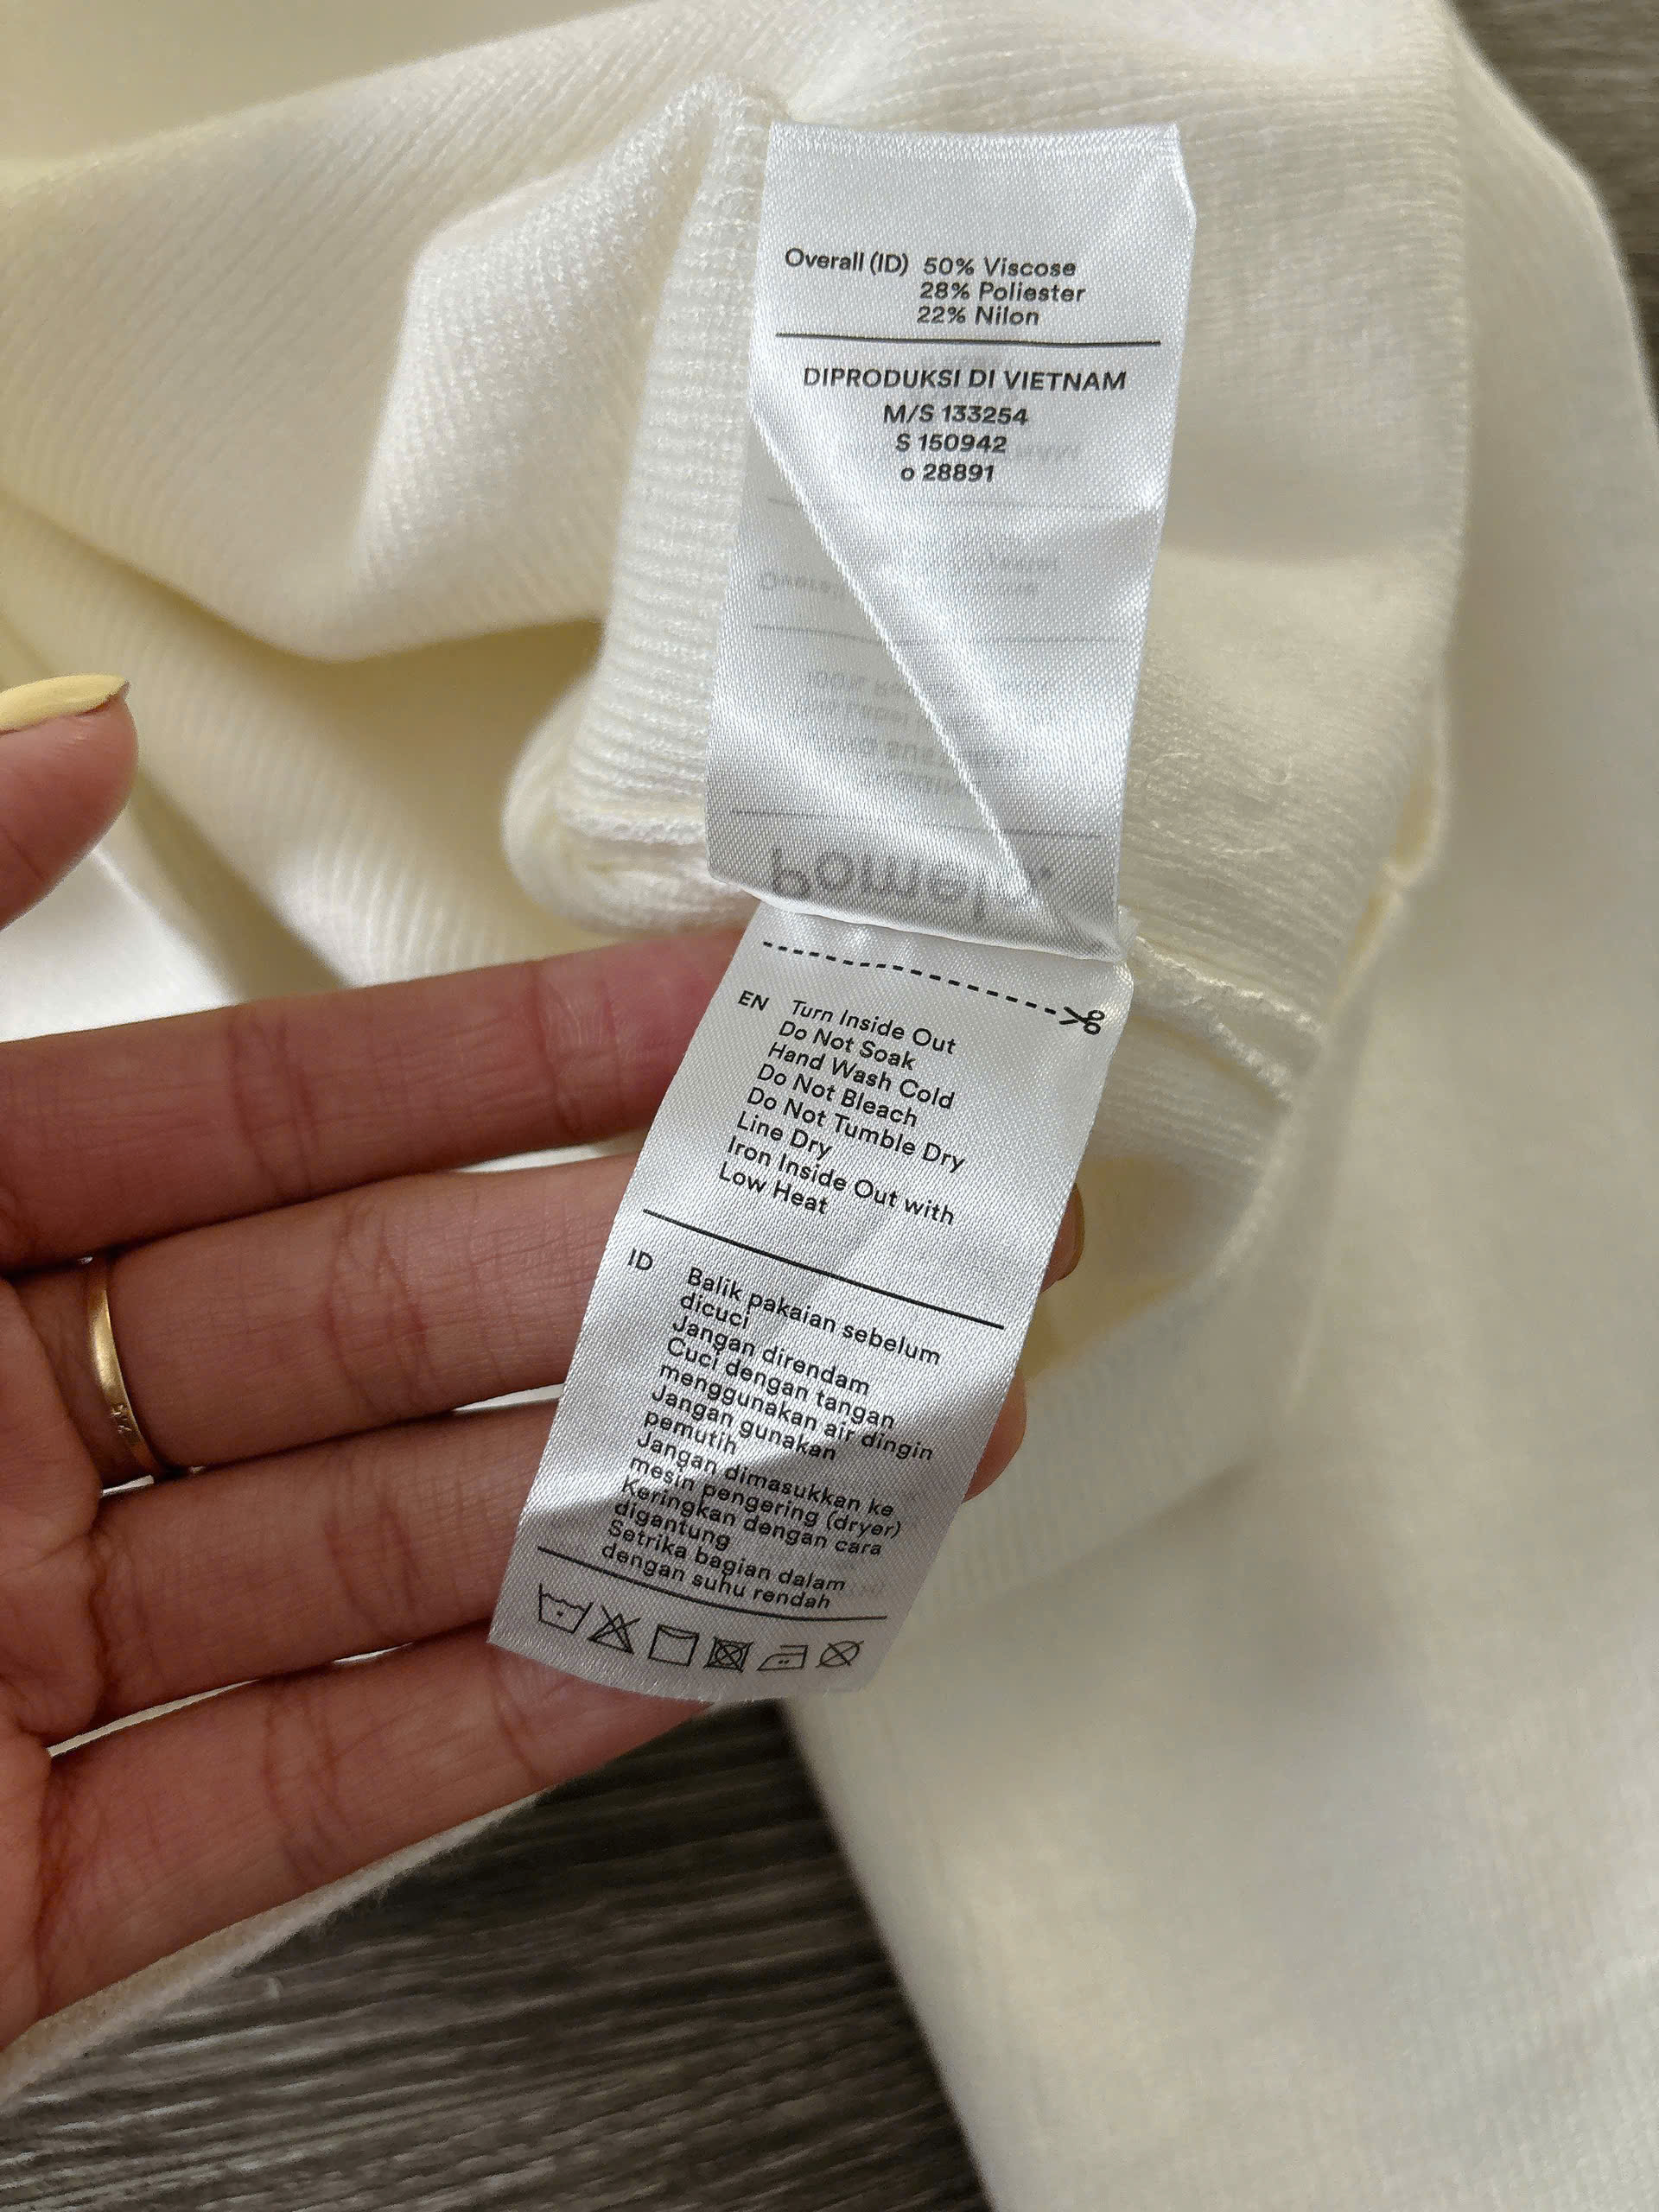 Overall (ID) 50% Viscose
28% Poliester
22% Nilon
DIPRODUKSI DI VIETNAM
M/S 133254
S 150942
o 28891
EN Turn Inside Out
Do Not Soak
Hand Wash Cold
Do Not Bleach
Do Not Tumble Dry
Line Dry
Iron Inside Out with
Low Heat
ID Balik pakaian sebelum
dicuci
Jangan direndam
Cuci dengan tangan
menggunakan air dingin
Jangan gunakan
pemutih
Jangan dimasukkan ke
mesin pengering (dryer)
Keringkan dengan cara
digantung
Setrika bagian dalam
dengan suhu rendah